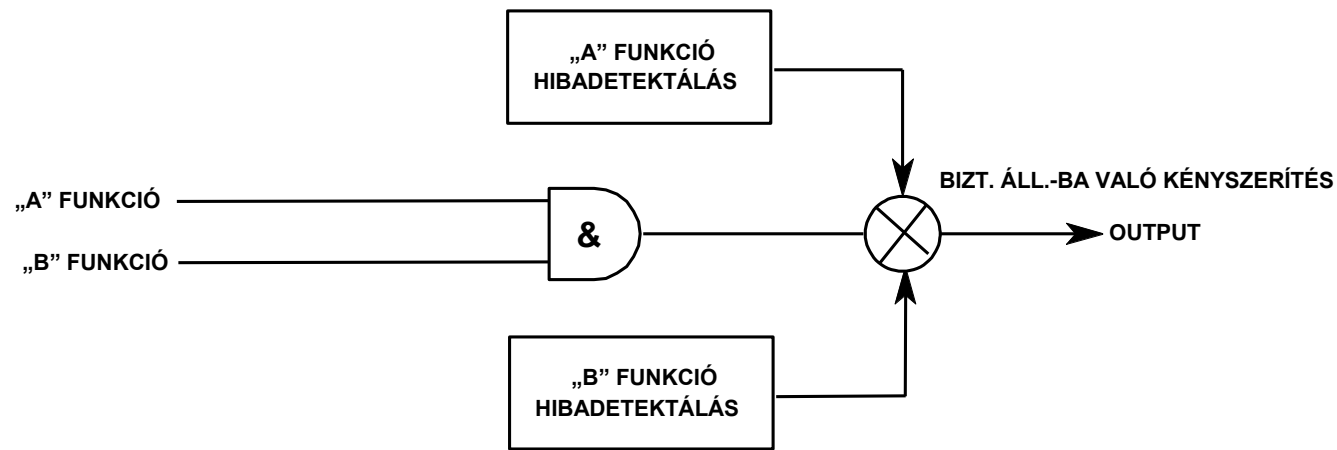 „A” FUNKCIÓ
HIBADETEKTÁLÁS
BIZT. ÁLL.-BA VALÓ KÉNYSZERÍTÉS
„A” FUNKCIÓ
&
OUTPUT
„B” FUNKCIÓ
„B” FUNKCIÓ
HIBADETEKTÁLÁS